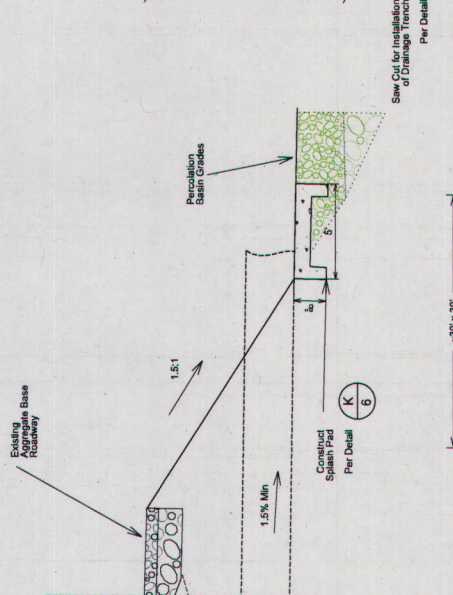 Saw Cut for Installation
of Drainage Trench
Per Detail
Percolation
Basin Grades
5'
8"
1.5:1
Existing
Aggregate Base
Roadway
Construct
Splash Pad
Per Detail
K
6
1.5% Min